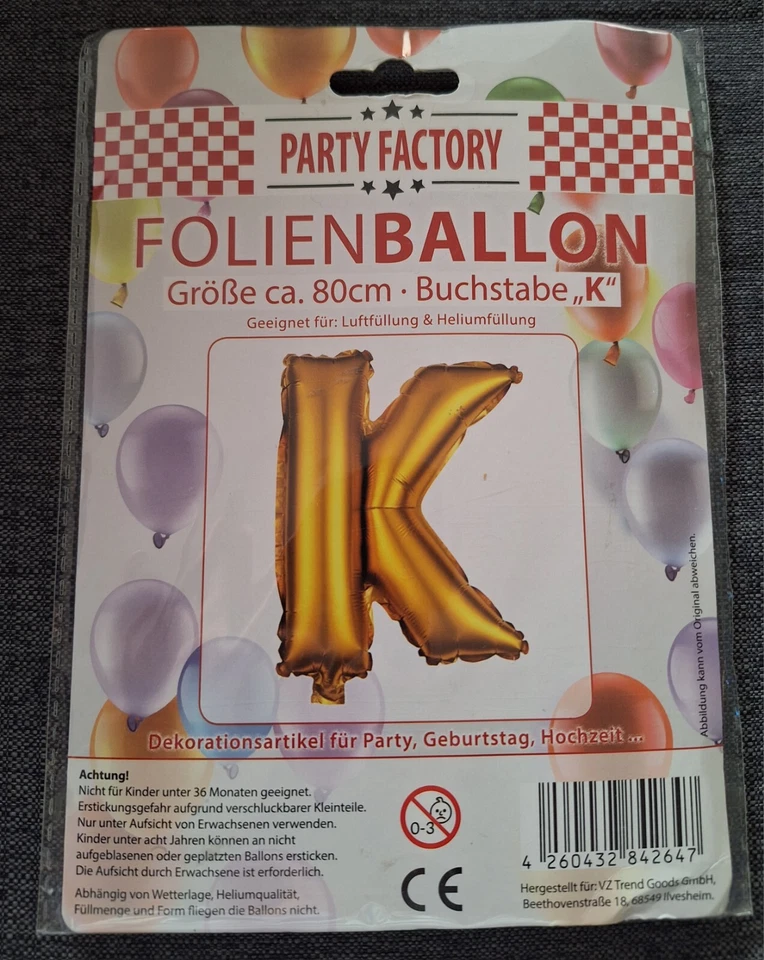 PARTY FACTORY
FOLIENBALLON
Größe ca. 80cm · Buchstabe „K“
Geeignet für: Luftfüllung & Heliumfüllung
Abbildung kann vom Original abweichen.
Dekorationsartikel für Party, Geburtstag, Hochzeit ...
Achtung!
Nicht für Kinder unter 36 Monaten geeignet.
Erstickungsgefahr aufgrund verschluckbarer Kleinteile.
Nur unter Aufsicht von Erwachsenen verwenden.
Kinder unter acht Jahren können an nicht
aufgeblasenen oder geplatzten Ballons ersticken.
Die Aufsicht durch Erwachsene ist erforderlich.
Abhängig von Wetterlage, Heliumqualität,
Füllmenge und Form fliegen die Ballons nicht.
0-3
CE
4 260432 842647
Hergestellt für: VZ Trend Goods GmbH,
Beethovenstraße 18, 68549 Ilvesheim.